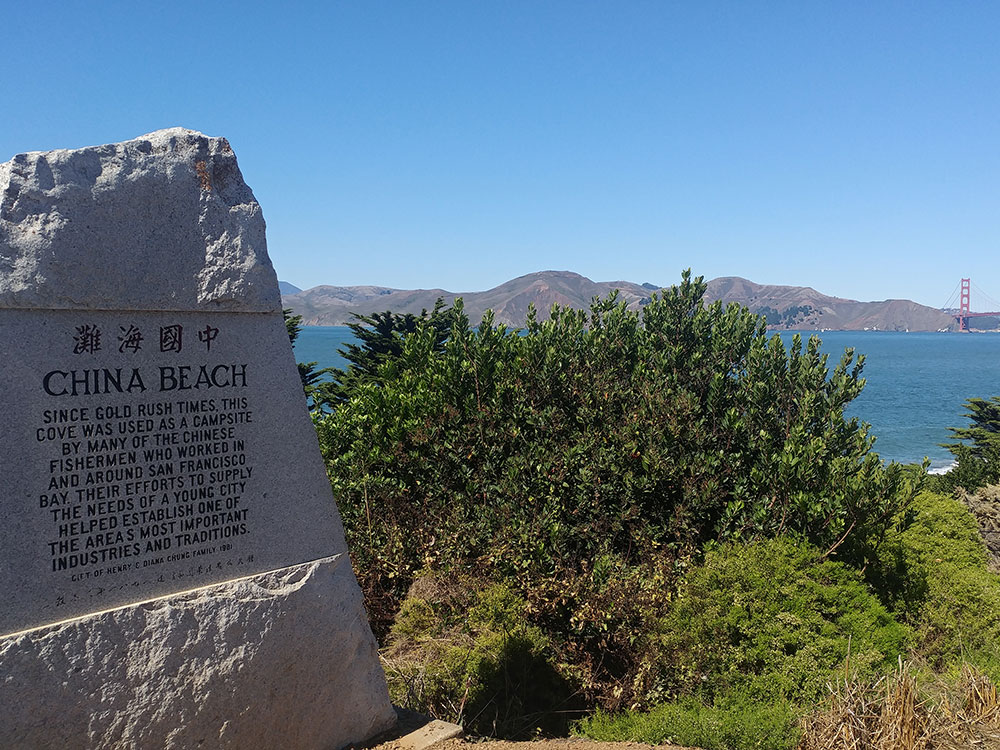 灘海國中
CHINA BEACH
SINCE GOLD RUSH TIMES, THIS
COVE WAS USED AS A CAMPSITE
BY MANY OF THE CHINESE
FISHERMEN WHO WORKED IN
AND AROUND SAN FRANCISCO
BAY. THEIR EFFORTS TO SUPPLY
THE NEEDS OF A YOUNG CITY
HELPED ESTABLISH ONE OF
THE AREA'S MOST IMPORTANT
INDUSTRIES AND TRADITIONS.
GIFT OF HENRY & DIANA CHUNG FAMILY. 1981